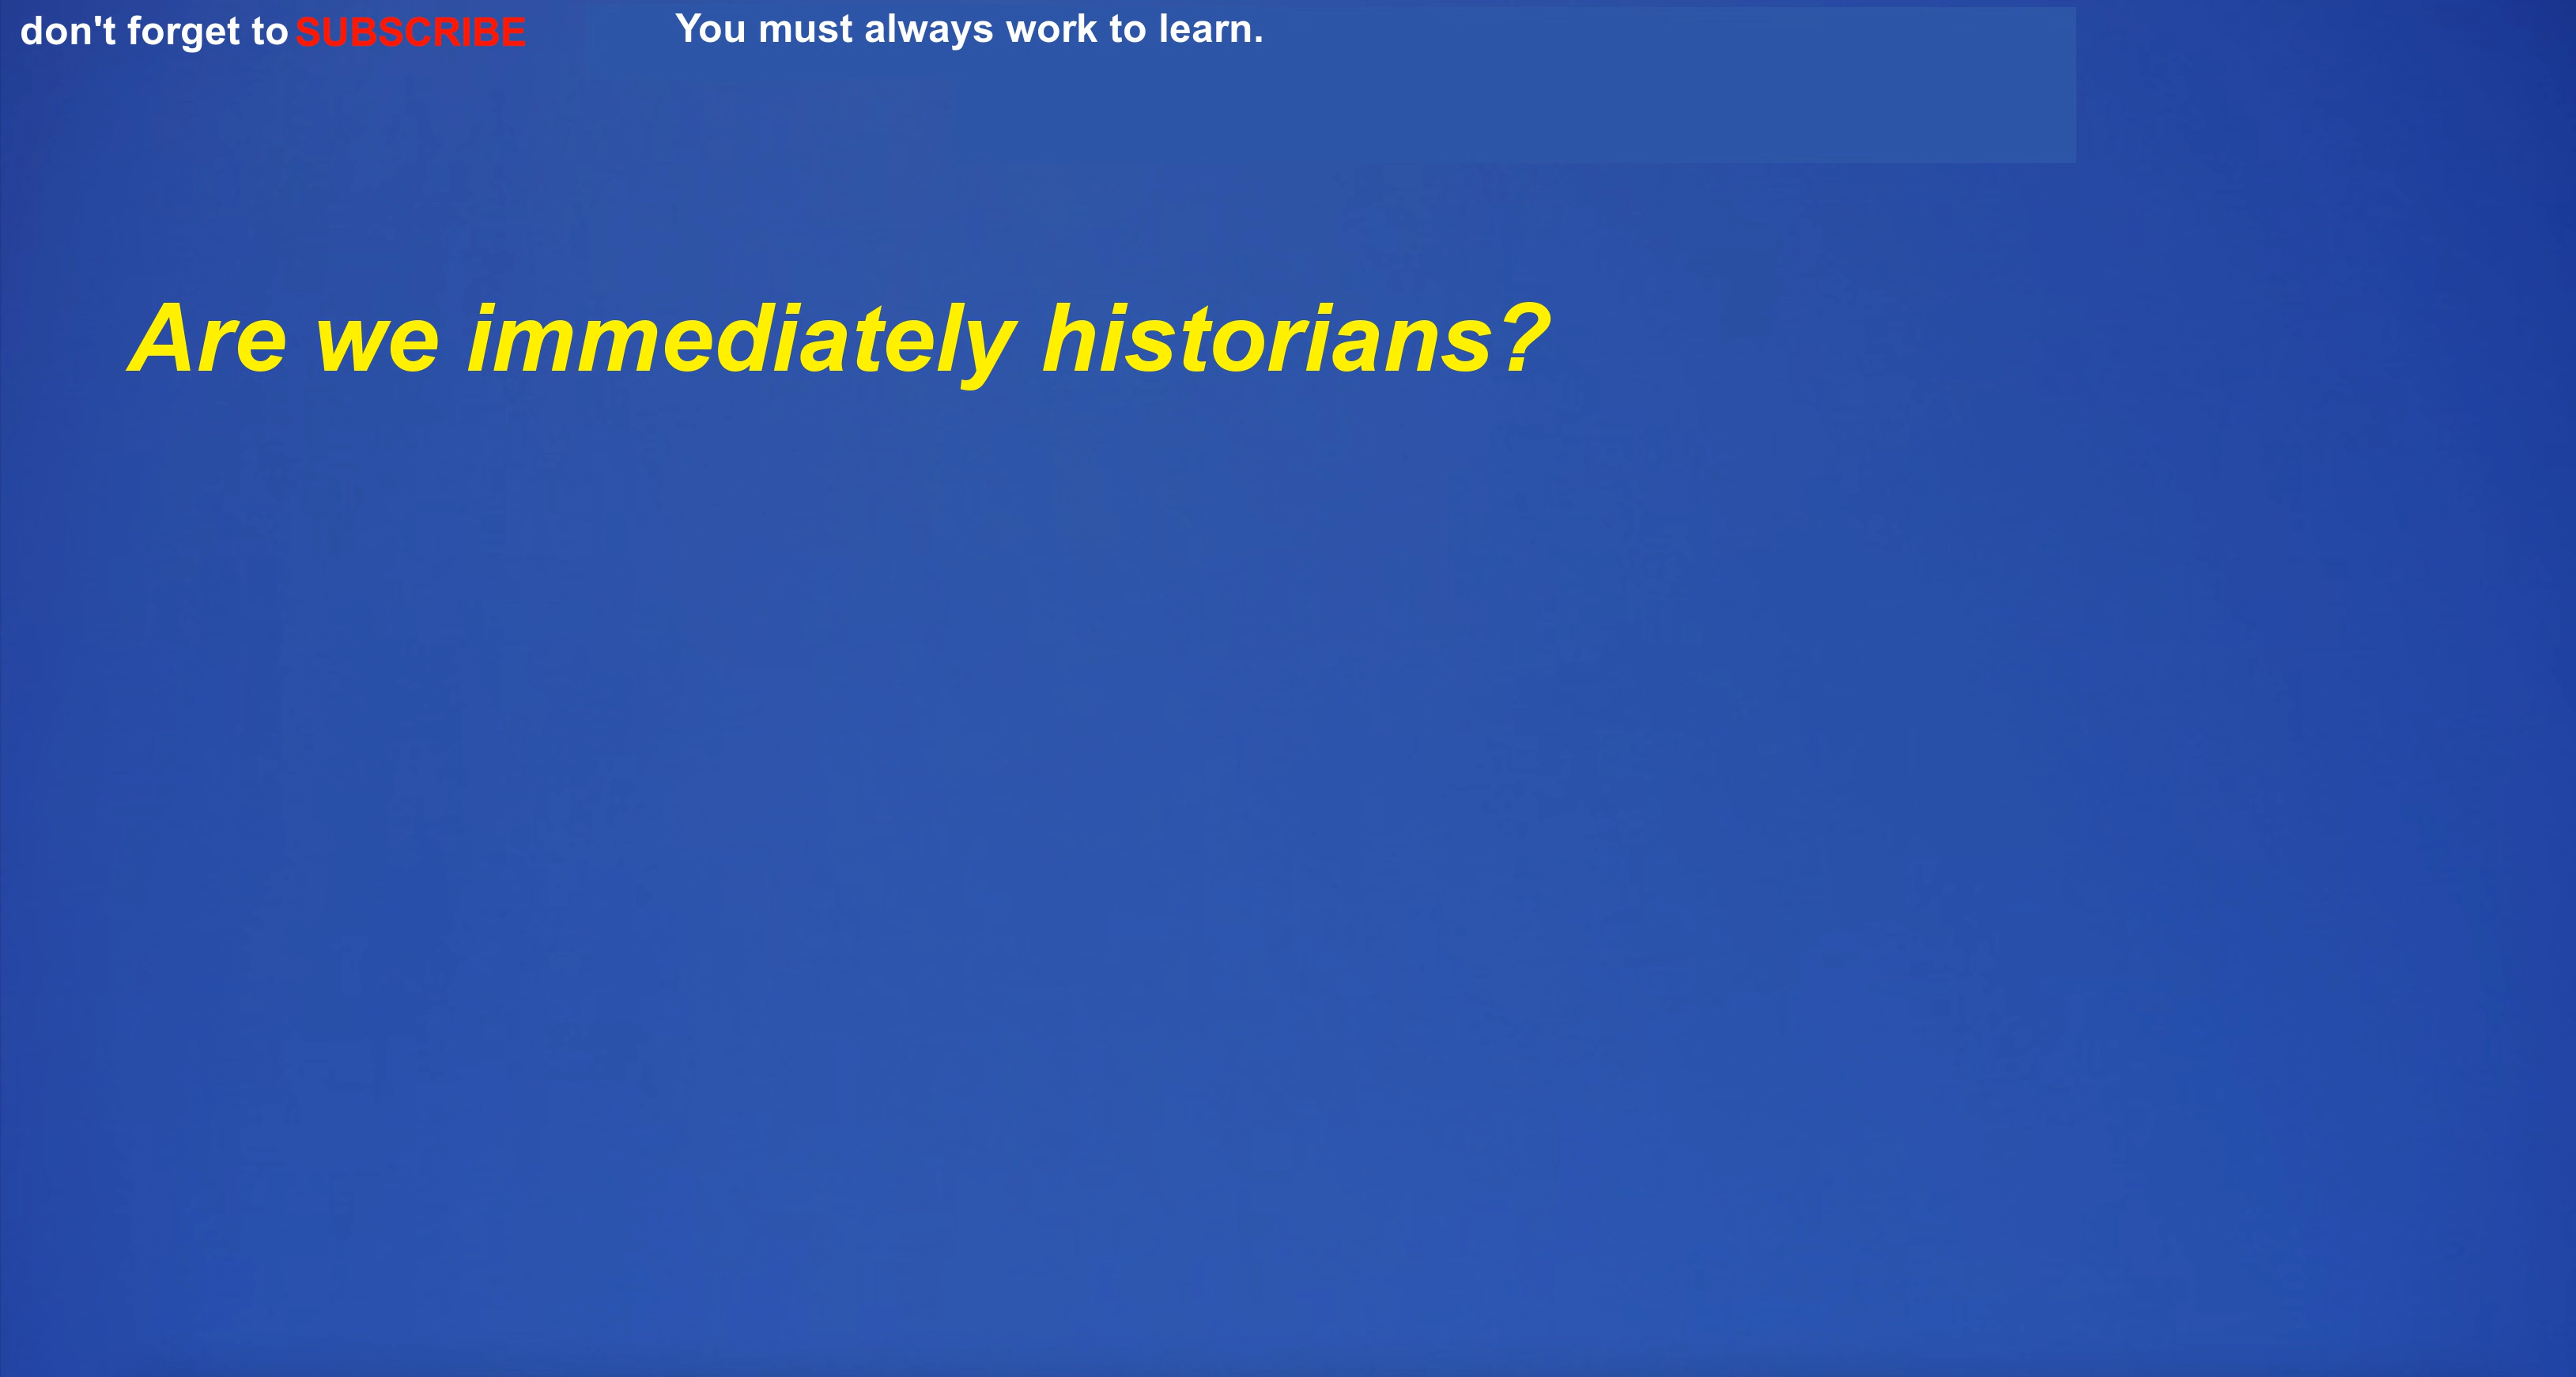 don't forget to SUBSCRIBE
You must always work to learn.
Are we immediately historians?